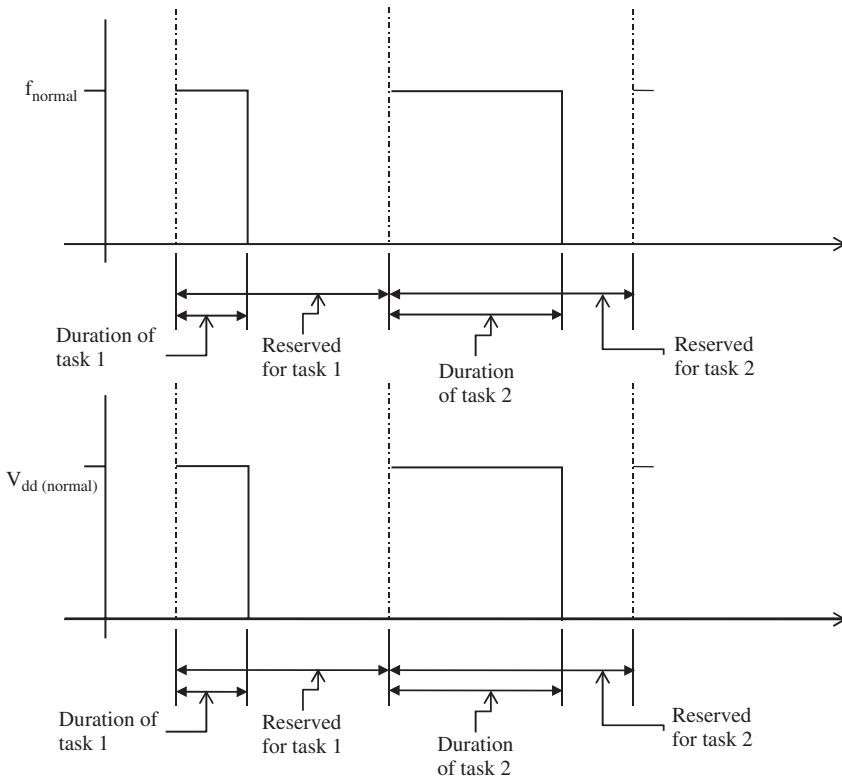 f_normal
Duration of
task 1
Reserved
for task 1
Duration
of task 2
Reserved
for task 2
V_dd (normal)
Duration of
task 1
Reserved
for task 1
Duration
of task 2
Reserved
for task 2